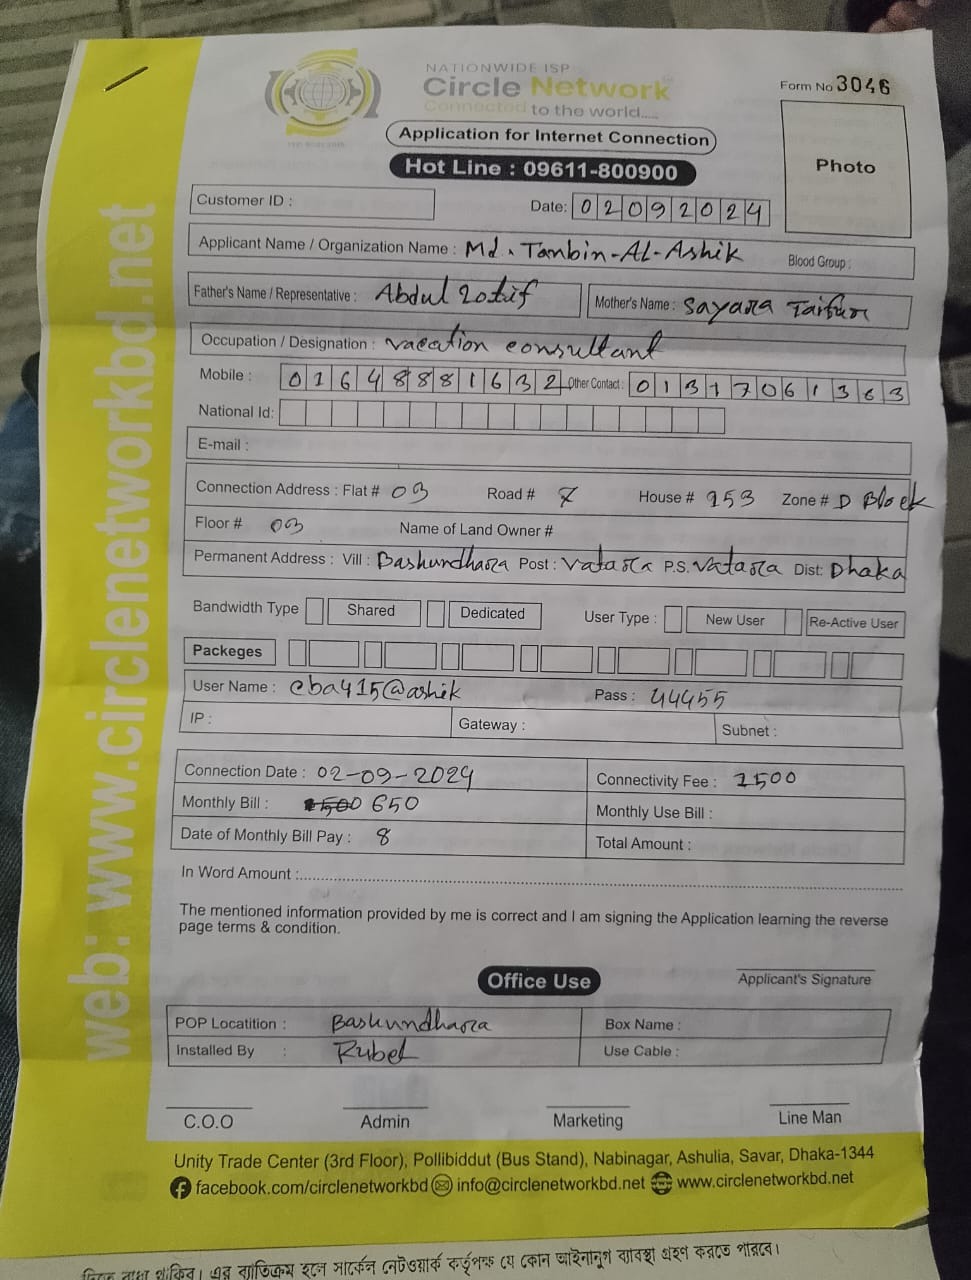 NATIONWIDE ISP
Circle Network
Connected to the world.....
Form No 3046
Application for Internet Connection
Photo
Hot Line : 09611-800900
Customer ID :
Date: 02092024
Applicant Name / Organization Name : Md. Tanbin-AL-Ashik Blood Group :
Father's Name / Representative : Abdul Lotif Mother's Name : Sayara Taifur
Occupation / Designation : vacation consultant
Mobile : 01648881632 Other Contact : 01317061363
National Id:
E-mail :
Connection Address : Flat # 03 Road # 7 House # 953 Zone # D Block
Floor # 03 Name of Land Owner #
Permanent Address : Vill : Bashundhara Post : Vatara P.S. Vatara Dist: Dhaka
Bandwidth Type Shared Dedicated User Type : New User Re-Active User
Packeges
User Name : cba415@ashik Pass : 44455
IP : Gateway : Subnet :
Connection Date : 02-09-2024 Connectivity Fee : 1500
Monthly Bill : 1500 650 Monthly Use Bill :
Date of Monthly Bill Pay : 8 Total Amount :
In Word Amount :
The mentioned information provided by me is correct and I am signing the Application learning the reverse
page terms & condition.
Office Use
Applicant's Signature
POP Locatition : Bashundhara Box Name :
Installed By : Rubel Use Cable :
C.O.O Admin Marketing Line Man
Unity Trade Center (3rd Floor), Pollibiddut (Bus Stand), Nabinagar, Ashulia, Savar, Dhaka-1344
facebook.com/circlenetworkbd info@circlenetworkbd.net www.circlenetworkbd.net
web: www.circlenetworkbd.net
থাকিব। এর ব্যতিক্রম হলে সার্কেল নেটওয়ার্ক কর্তৃপক্ষ যে কোন আইনানুগ ব্যবস্থা গ্রহণ করতে পারবে।